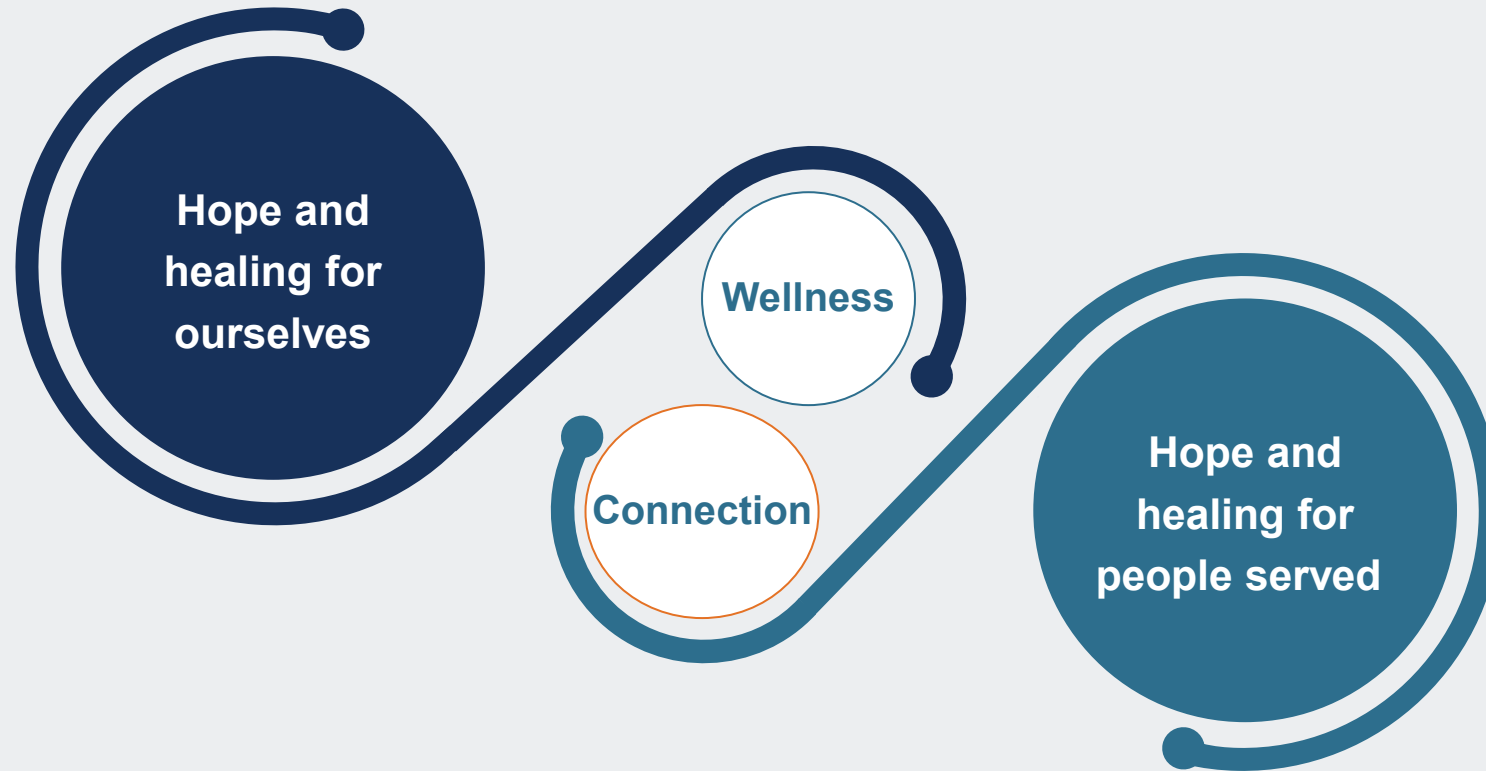 Hope and
healing for
ourselves
Wellness
Connection
Hope and
healing for
people served